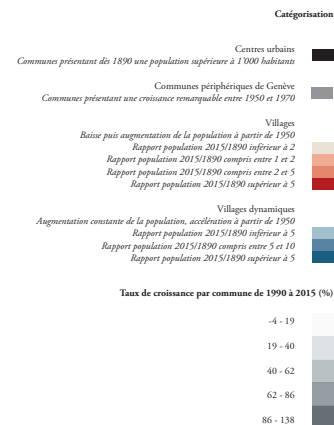 Catégorisation
Centres urbains
Communes présentant dès 1890 une population supérieure à 1'000 habitants
Communes périphériques de Genève
Communes présentant une croissance remarquable entre 1950 et 1970
Villages
Baisse puis augmentation de la population à partir de 1950
Rapport population 2015/1890 inférieur à 2
Rapport population 2015/1890 compris entre 1 et 2
Rapport population 2015/1890 compris entre 2 et 5
Rapport population 2015/1890 supérieur à 5
Villages dynamiques
Augmentation constante de la population, accélération à partir de 1950
Rapport population 2015/1890 inférieur à 5
Rapport population 2015/1890 compris entre 5 et 10
Rapport population 2015/1890 supérieur à 5
Taux de croissance par commune de 1990 à 2015 (%)
-4 - 19
19 - 40
40 - 62
62 - 86
86 - 138